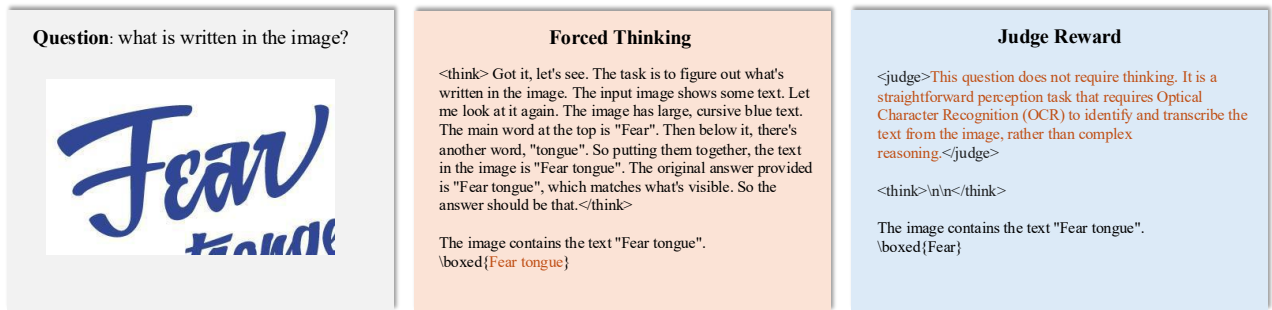 Question: what is written in the image?
Fear
Forced Thinking
<think> Got it, let's see. The task is to figure out what's
written in the image. The input image shows some text. Let
me look at it again. The image has large, cursive blue text.
The main word at the top is "Fear". Then below it, there's
another word, "tongue". So putting them together, the text
in the image is "Fear tongue". The original answer provided
is "Fear tongue", which matches what's visible. So the
answer should be that.</think>
The image contains the text "Fear tongue".
\boxed{Fear tongue}
Judge Reward
<judge>This question does not require thinking. It is a
straightforward perception task that requires Optical
Character Recognition (OCR) to identify and transcribe the
text from the image, rather than complex
reasoning.</judge>
<think>\n\n</think>
The image contains the text "Fear tongue".
\boxed{Fear}